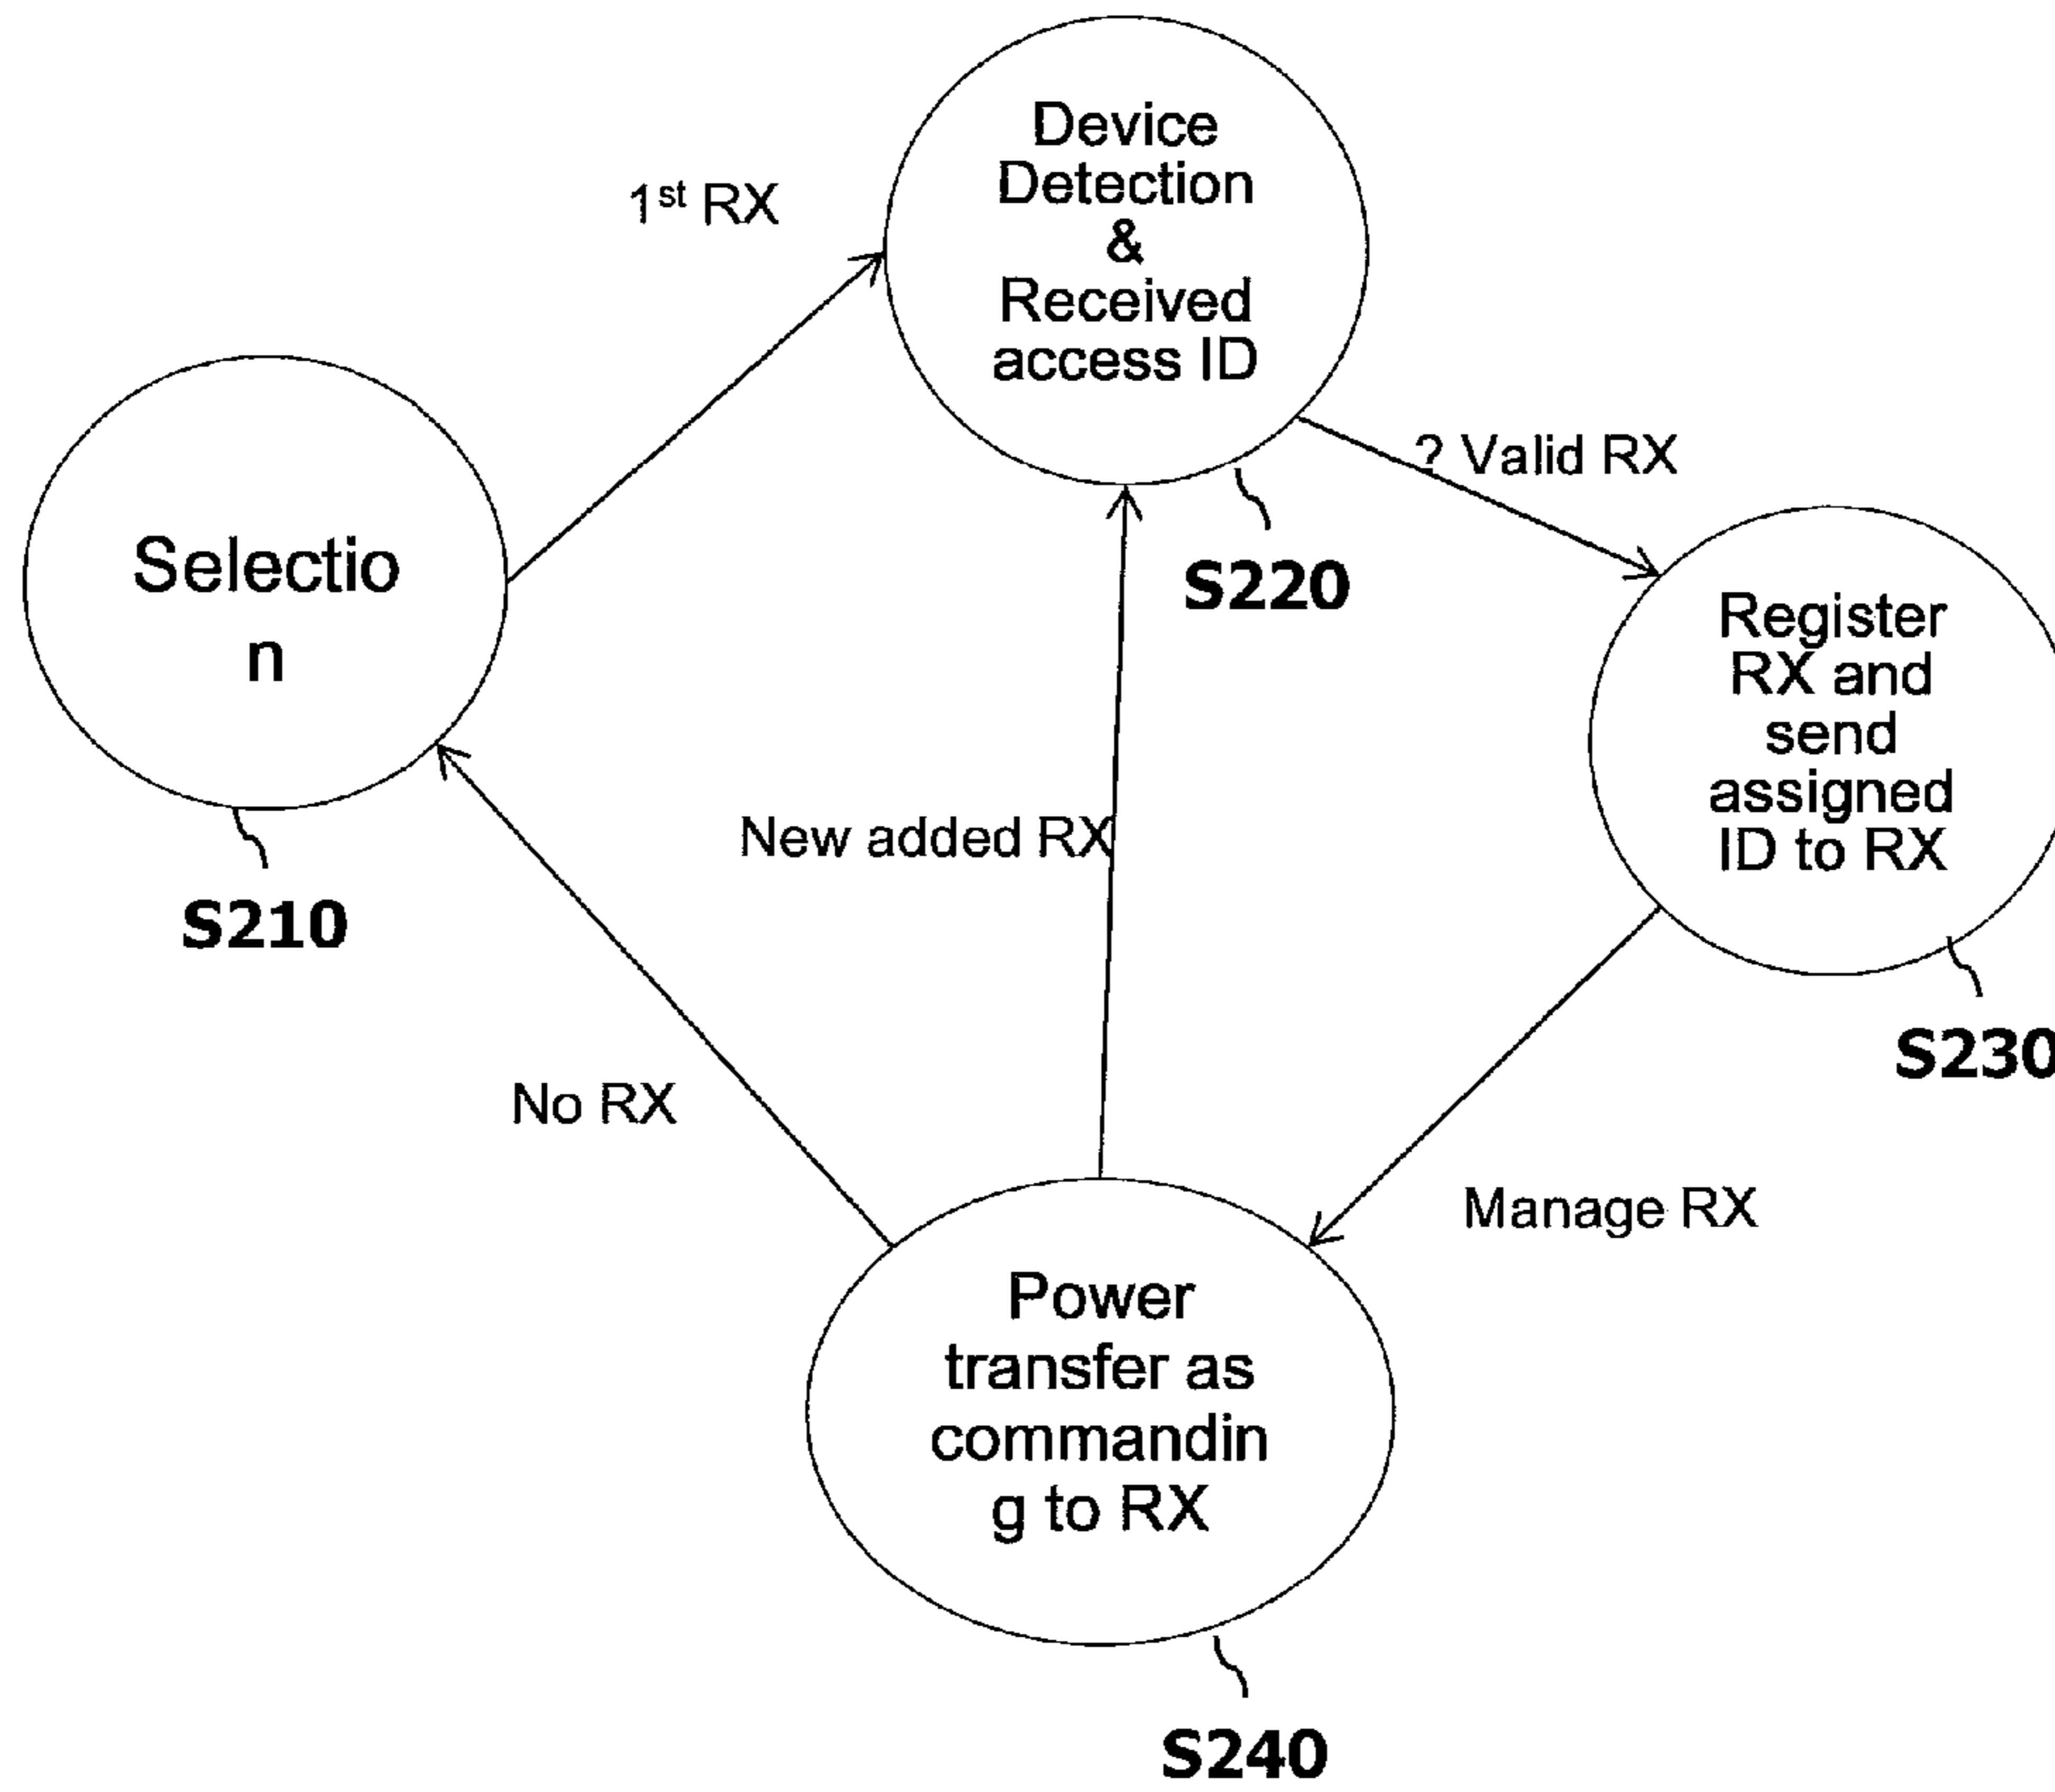 Device
Detection
&
Received
access ID
1st RX
? Valid RX
S220
Selectio
n
S210
Register
RX and
send
assigned
ID to RX
S230
New added RX
No RX
Manage RX
Power
transfer as
commandin
g to RX
S240